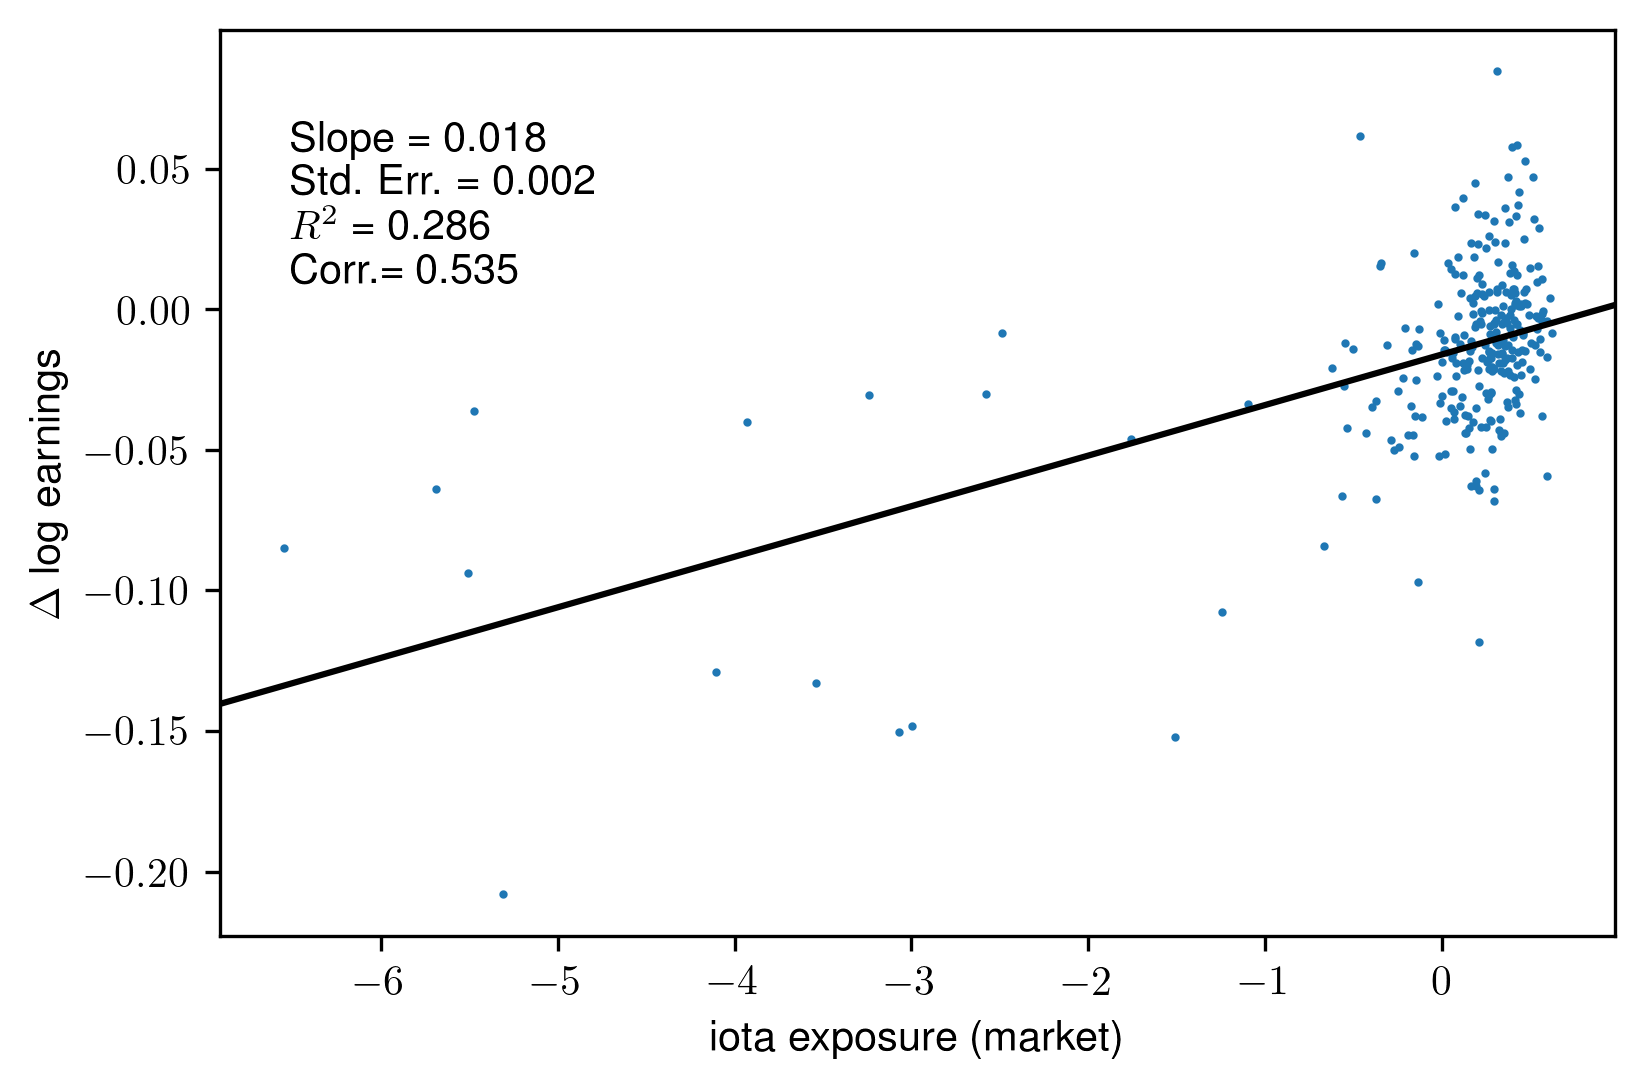 Slope = 0.018
Std. Err. = 0.002
R² = 0.286
Corr.= 0.535
0.05
0.00
−0.05
−0.10
−0.15
−0.20
Δ log earnings
−6 −5 −4 −3 −2 −1 0
iota exposure (market)